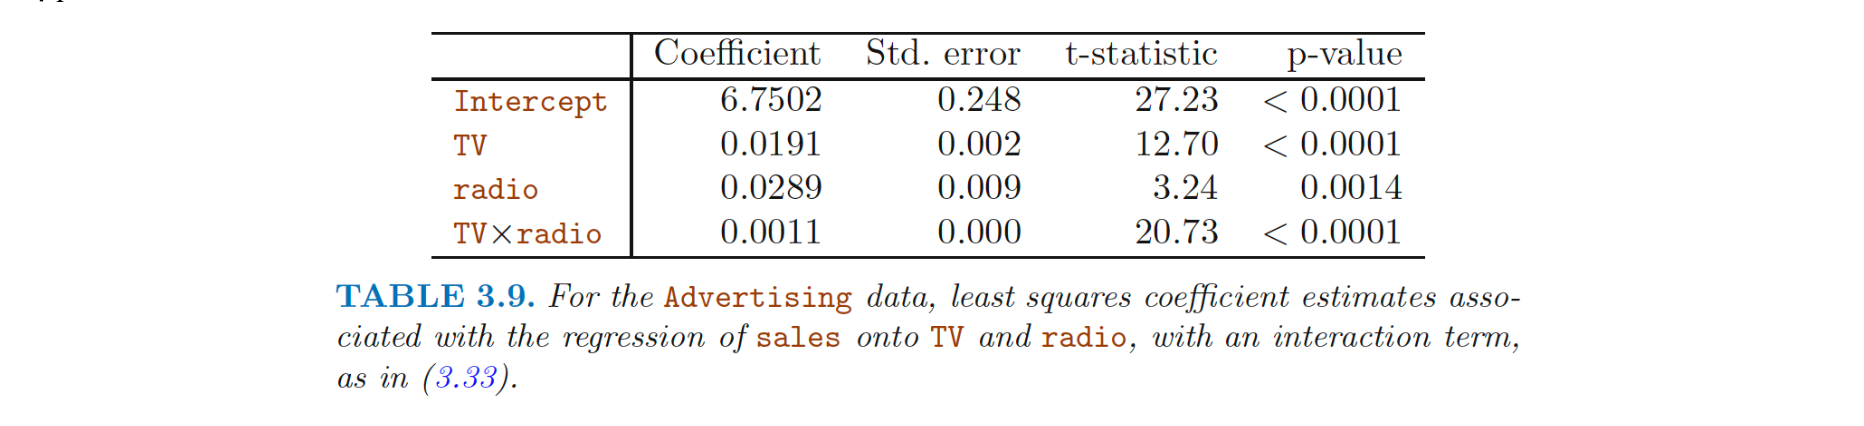 Coefficient Std. error t-statistic p-value
Intercept 6.7502 0.248 27.23 < 0.0001
TV 0.0191 0.002 12.70 < 0.0001
radio 0.0289 0.009 3.24 0.0014
TV×radio 0.0011 0.000 20.73 < 0.0001
TABLE 3.9. For the Advertising data, least squares coefficient estimates asso-
ciated with the regression of sales onto TV and radio, with an interaction term,
as in (3.33).